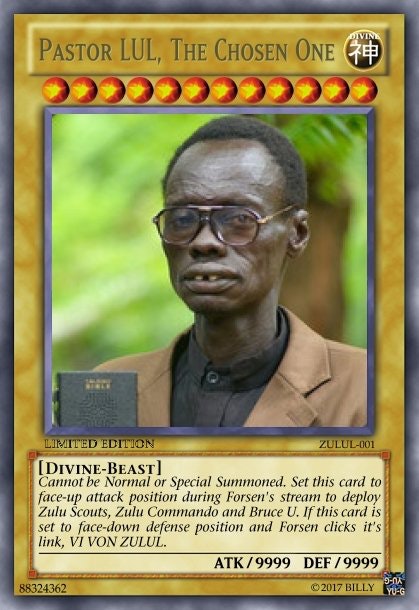 PASTOR LUL, THE CHOSEN ONE
DIVINE
神
LIMITED EDITION
ZULUL-001
[DIVINE-BEAST]
Cannot be Normal or Special Summoned. Set this card to
face-up attack position during Forsen's stream to deploy
Zulu Scouts, Zulu Commando and Bruce U. If this card is
set to face-down defense position and Forsen clicks it's
link, VI VON ZULUL.
ATK / 9999 DEF / 9999
88324362
© 2017 BILLY